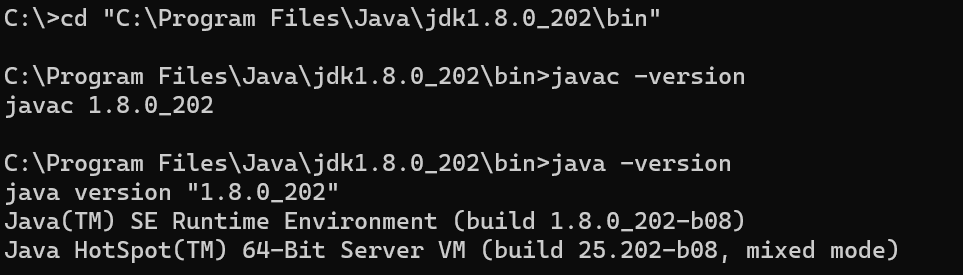 C:\>cd "C:\Program Files\Java\jdk1.8.0_202\bin"
C:\Program Files\Java\jdk1.8.0_202\bin>javac -version
javac 1.8.0_202
C:\Program Files\Java\jdk1.8.0_202\bin>java -version
java version "1.8.0_202"
Java(TM) SE Runtime Environment (build 1.8.0_202-b08)
Java HotSpot(TM) 64-Bit Server VM (build 25.202-b08, mixed mode)